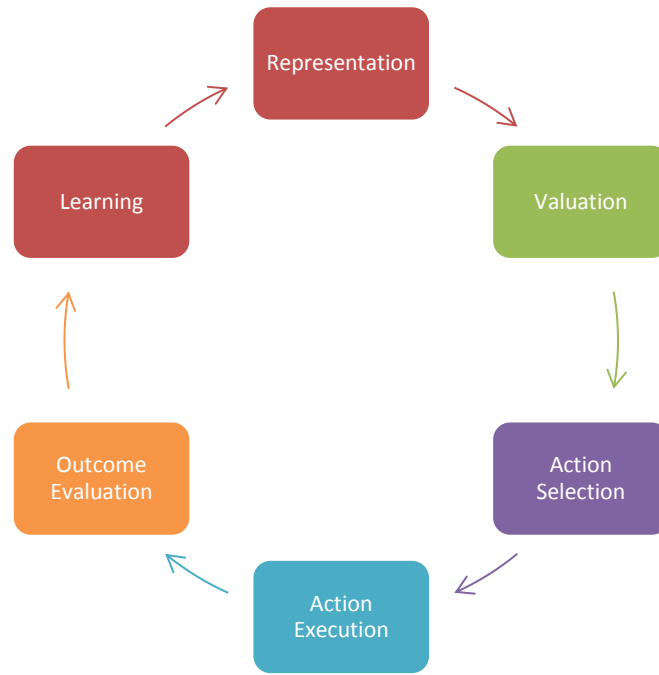 Representation
Valuation
Action
Selection
Action
Execution
Outcome
Evaluation
Learning